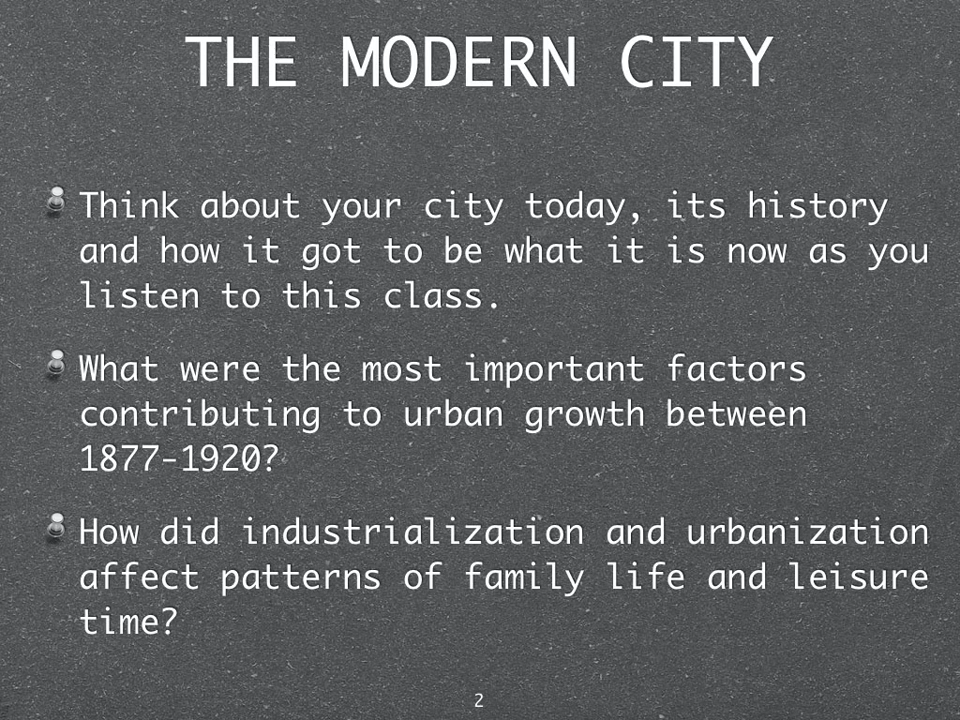 THE MODERN CITY
Think about your city today, its history
and how it got to be what it is now as you
listen to this class.
What were the most important factors
contributing to urban growth between
1877-1920?
How did industrialization and urbanization
affect patterns of family life and leisure
time?
2